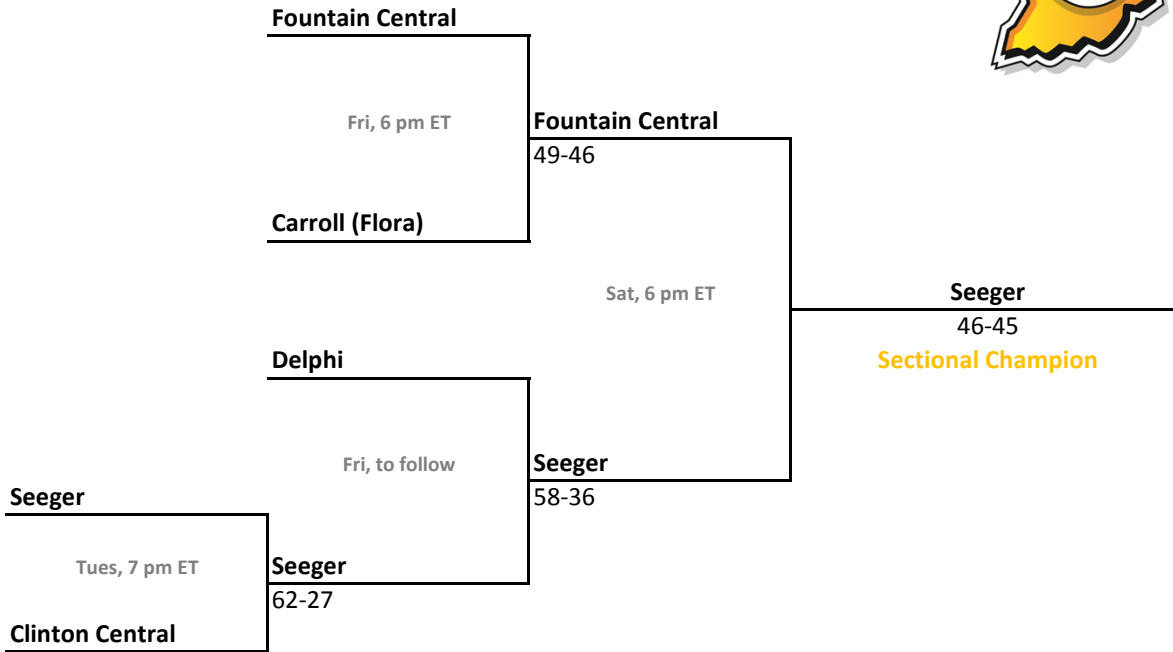 Fountain Central
Fri, 6 pm ET
Fountain Central
49-46
Carroll (Flora)
Sat, 6 pm ET
Seeger
46-45
Sectional Champion
Delphi
Fri, to follow
Seeger
58-36
Seeger
Tues, 7 pm ET
Seeger
62-27
Clinton Central